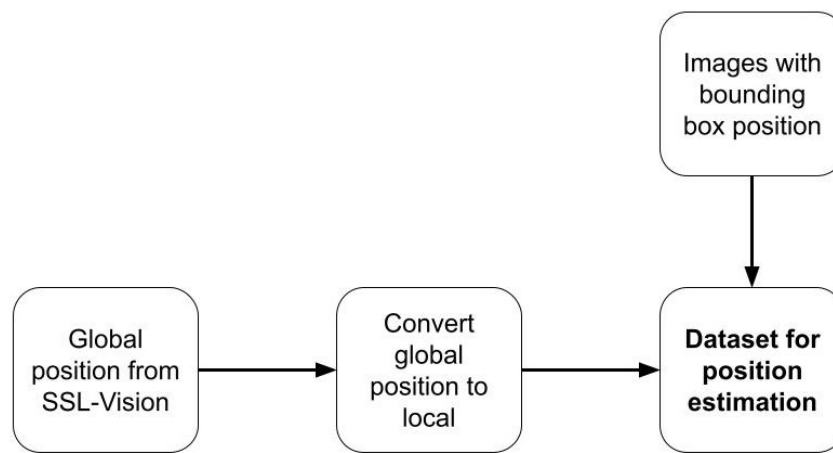 Images with
bounding
box position
Global
position from
SSL-Vision
Convert
global
position to
local
Dataset for
position
estimation